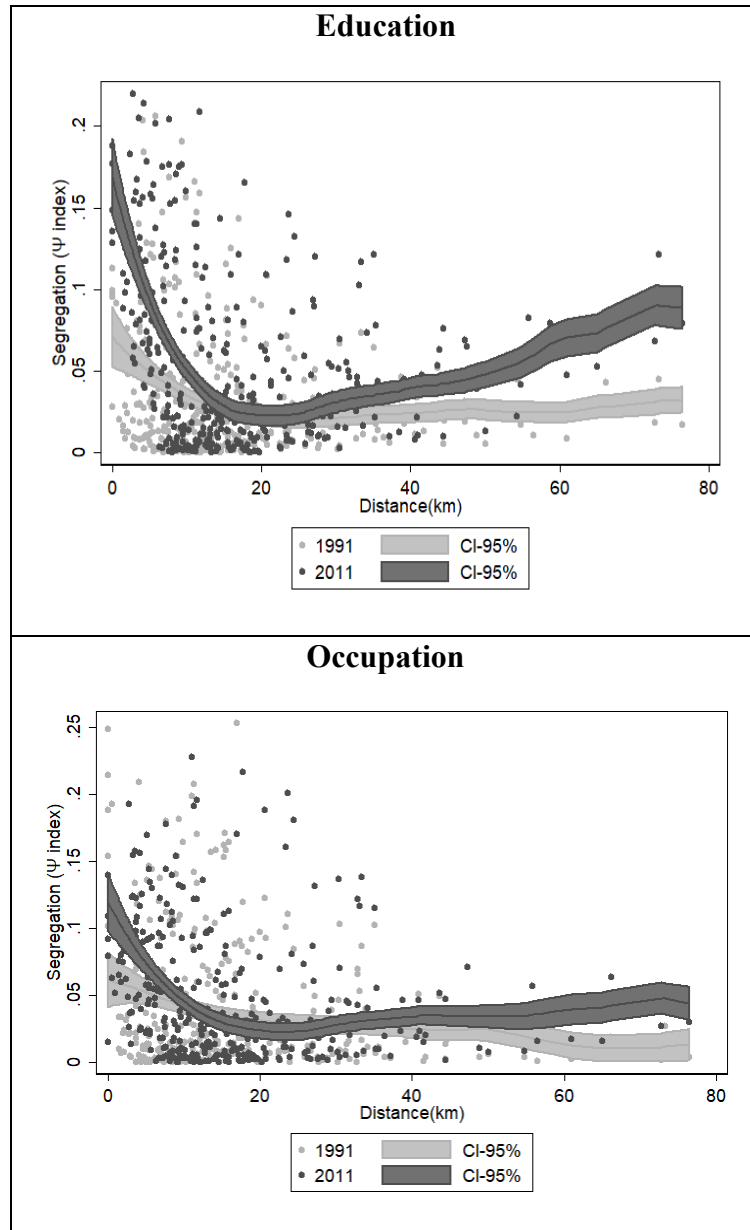 Education
Segregation (Ψ index)
.2
.15
.1
.05
0
0 20 40 60 80
Distance(km)
1991 CI-95%
2011 CI-95%
Occupation
Segregation (Ψ index)
.25
.2
.15
.1
.05
0
0 20 40 60 80
Distance(km)
1991 CI-95%
2011 CI-95%